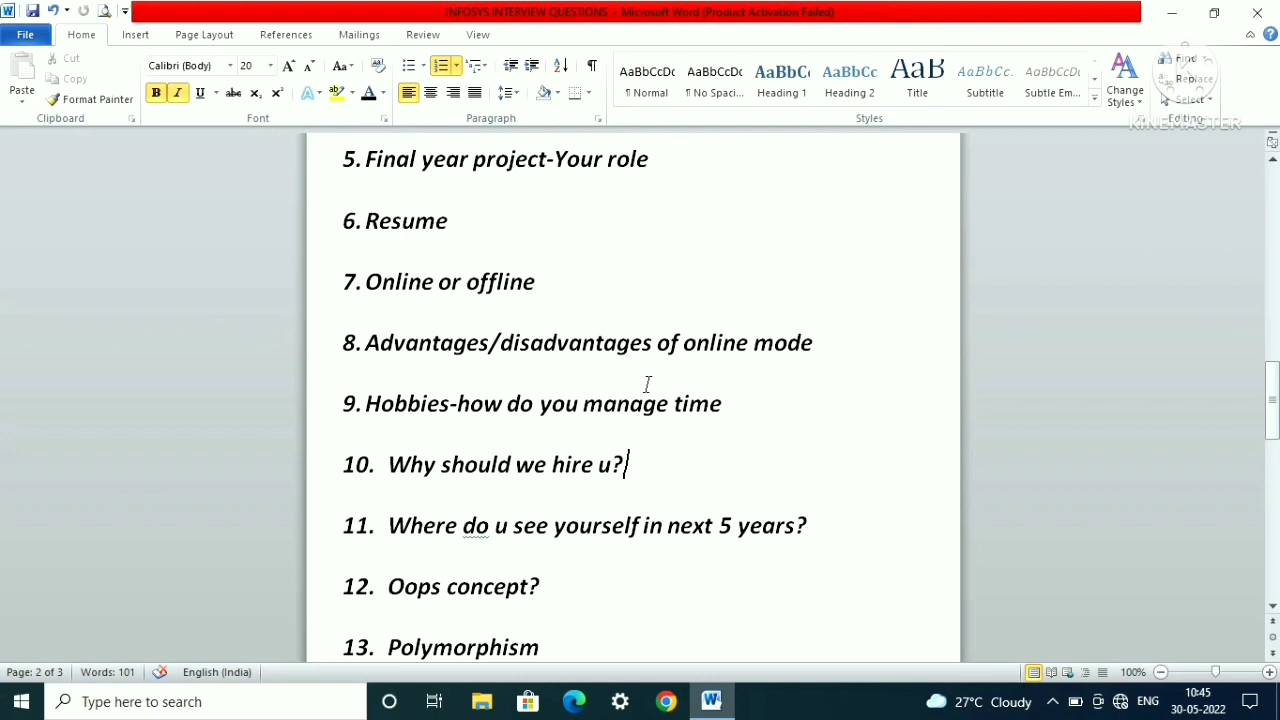 INFOSYS INTERVIEW QUESTIONS - Microsoft Word (Product Activation Failed)
File Home Insert Page Layout References Mailings Review View
Cut
Copy
Paste
Format Painter
Clipboard
Calibri (Body) 20
Font
Paragraph
AaBbCcDc AaBbCcDc AaBbC AaBbCc AaB AaBbCc. AaBbCcDc
¶ Normal ¶ No Spaci... Heading 1 Heading 2 Title Subtitle Subtle Em...
Styles
Change
Styles
Find
Replace
Select
Editing
KINEMASTER
5. Final year project-Your role
6. Resume
7. Online or offline
8. Advantages/disadvantages of online mode
9. Hobbies-how do you manage time
10. Why should we hire u?
11. Where do u see yourself in next 5 years?
12. Oops concept?
13. Polymorphism
Page: 2 of 3 Words: 101 English (India) 100%
Type here to search
27°C Cloudy
ENG
10:45
30-05-2022